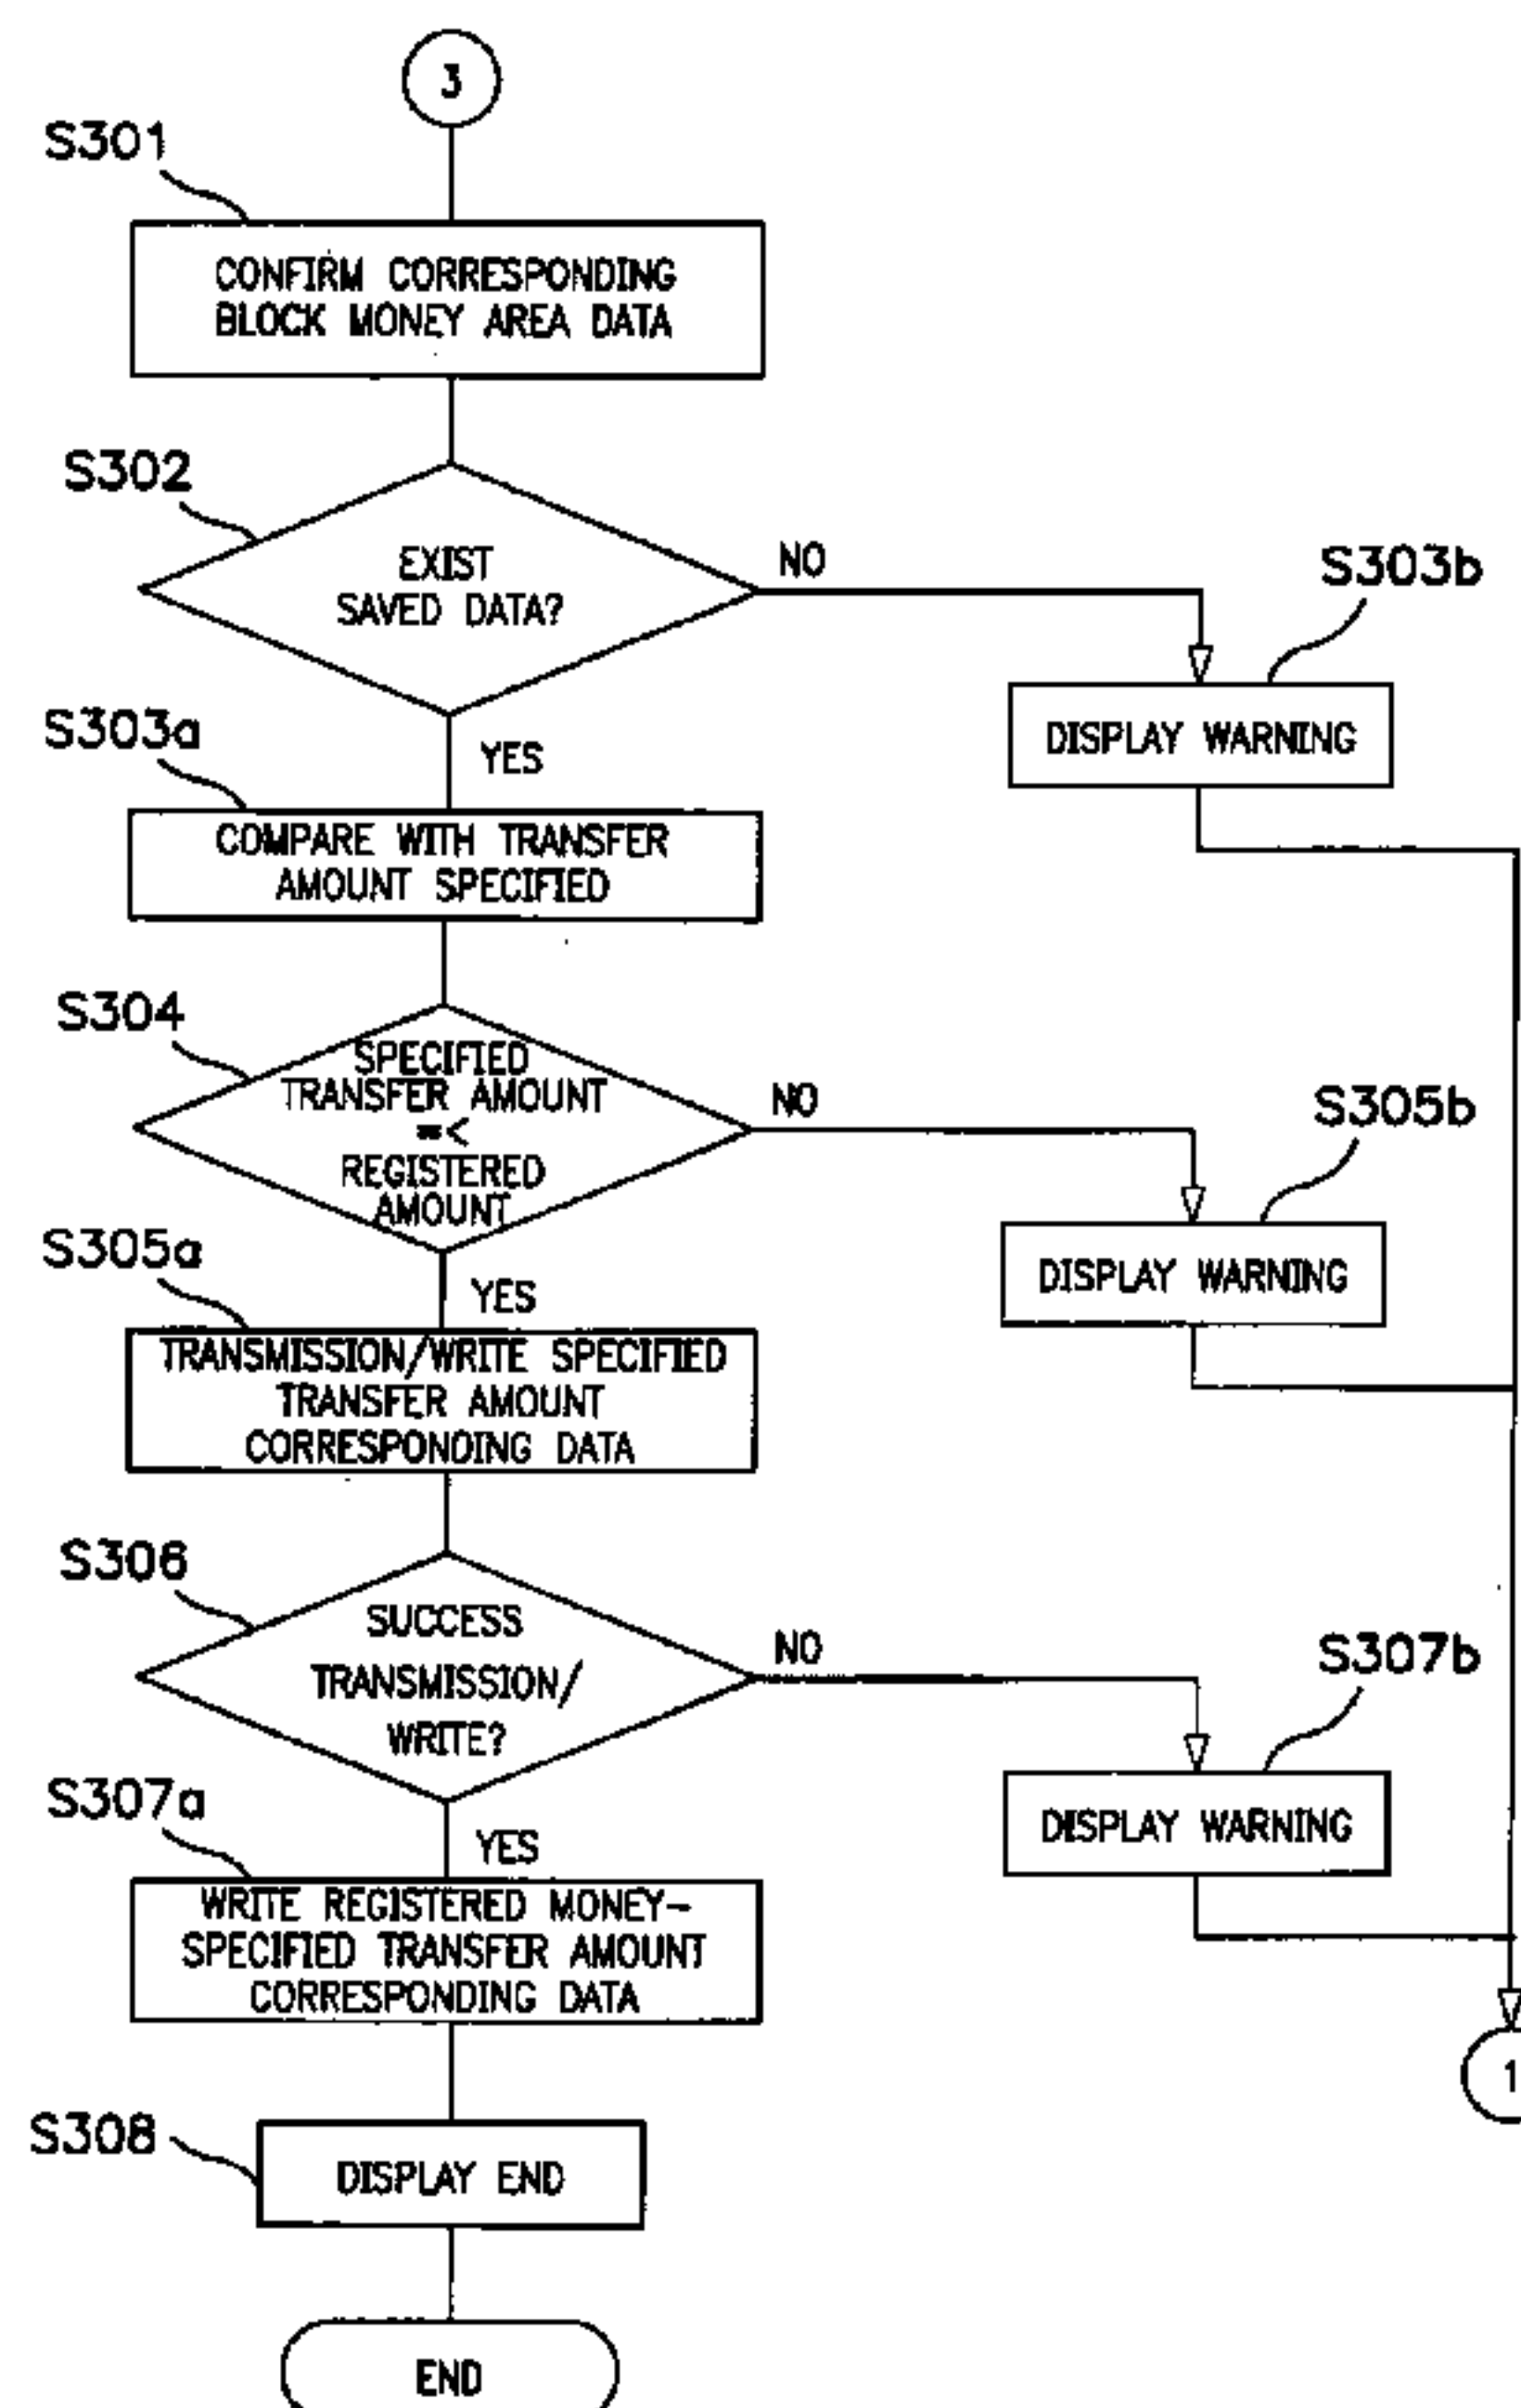 3
S301
CONFIRM CORRESPONDING
BLOCK MONEY AREA DATA
S302
EXIST
SAVED DATA?
NO
S303b
DISPLAY WARNING
S303a
YES
COMPARE WITH TRANSFER
AMOUNT SPECIFIED
S304
SPECIFIED
TRANSFER AMOUNT
=<
REGISTERED
AMOUNT
NO
S305b
DISPLAY WARNING
S305a
YES
TRANSMISSION/WRITE SPECIFIED
TRANSFER AMOUNT
CORRESPONDING DATA
S306
SUCCESS
TRANSMISSION/
WRITE?
NO
S307b
DISPLAY WARNING
S307a
YES
WRITE REGISTERED MONEY-
SPECIFIED TRANSFER AMOUNT
CORRESPONDING DATA
1
S308
DISPLAY END
END